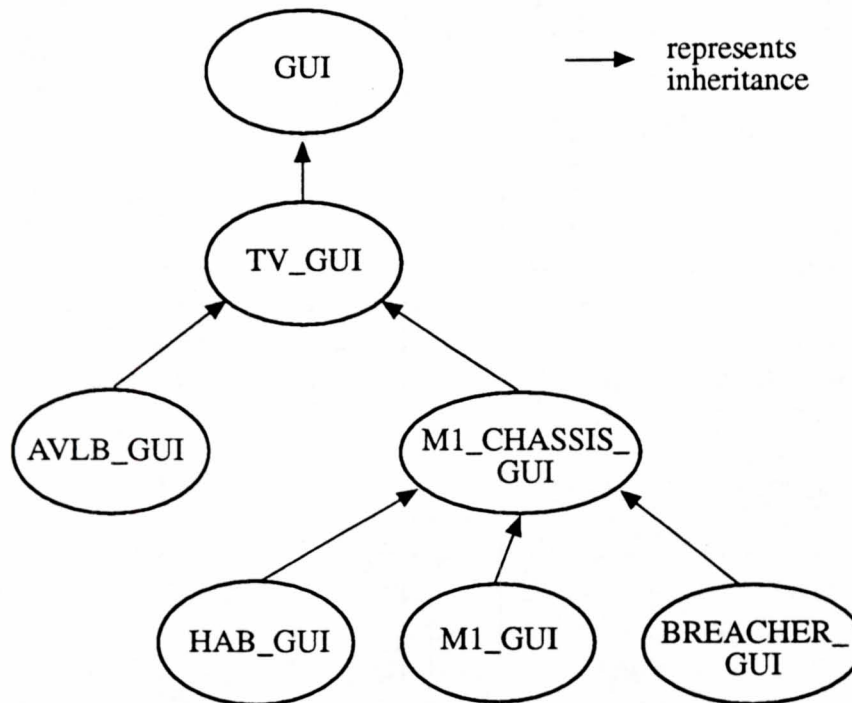 GUI
represents
inheritance
TV_GUI
AVLB_GUI
M1_CHASSIS_
GUI
HAB_GUI
M1_GUI
BREACHER_
GUI